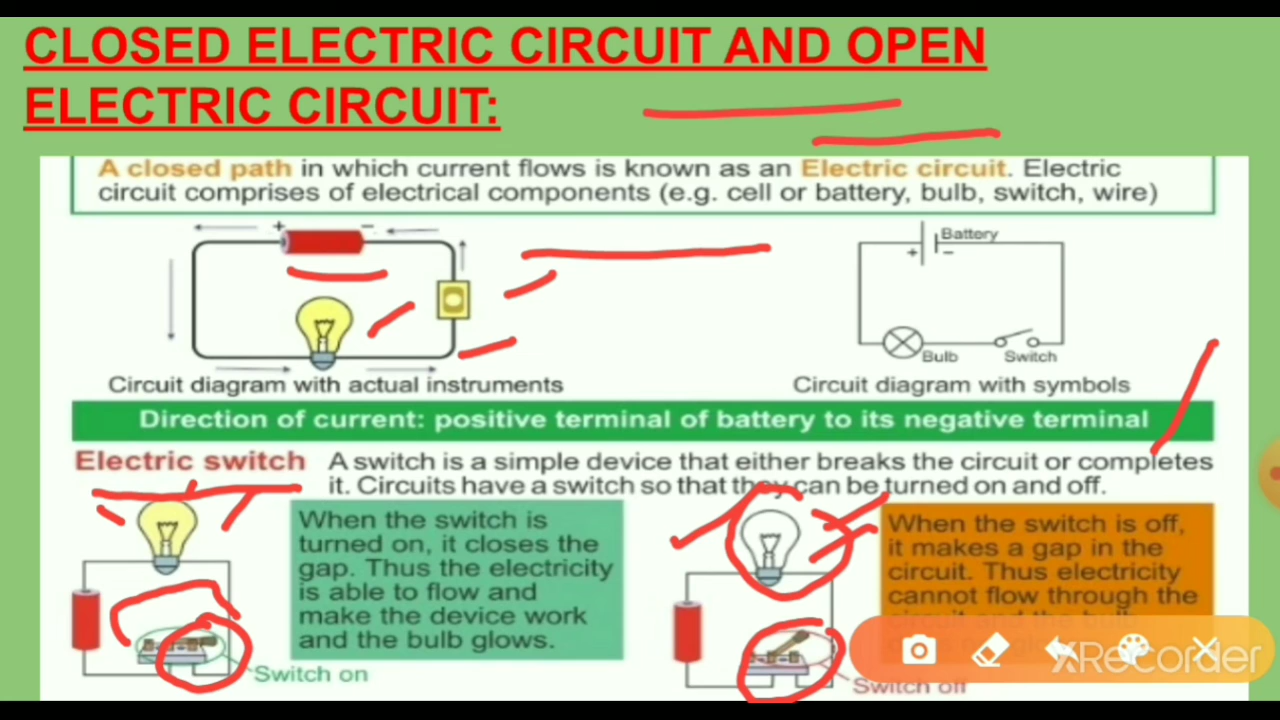 CLOSED ELECTRIC CIRCUIT AND OPEN
ELECTRIC CIRCUIT:
A closed path in which current flows is known as an Electric circuit. Electric
circuit comprises of electrical components (e.g. cell or battery, bulb, switch, wire)
+ −
Battery
+ −
Bulb Switch
Circuit diagram with actual instruments
Circuit diagram with symbols
Direction of current: positive terminal of battery to its negative terminal
Electric switch A switch is a simple device that either breaks the circuit or completes
it. Circuits have a switch so that they can be turned on and off.
When the switch is
turned on, it closes the
gap. Thus the electricity
is able to flow and
make the device work
and the bulb glows.
Switch on
When the switch is off,
it makes a gap in the
circuit. Thus electricity
cannot flow through the
circuit and the bulb
Switch off
XRecorder